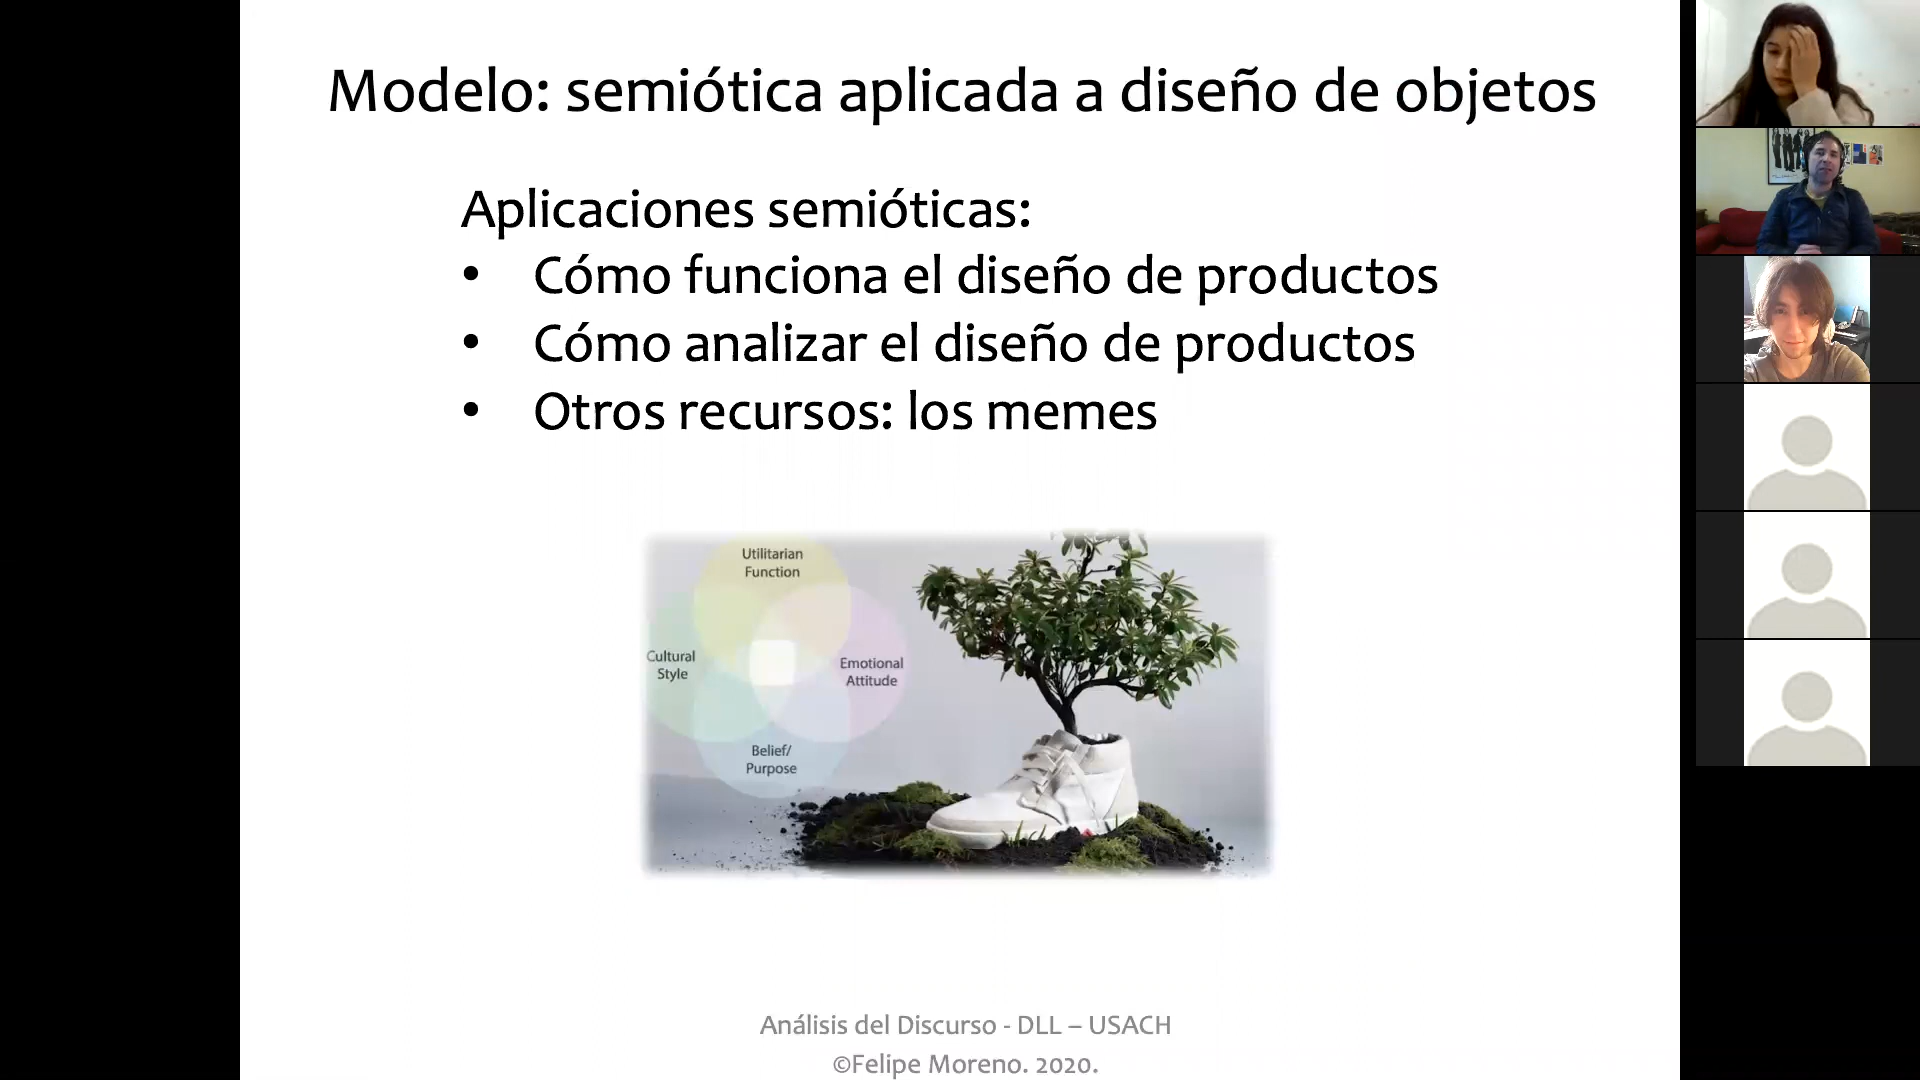 Modelo: semiótica aplicada a diseño de objetos
Aplicaciones semióticas:
• Cómo funciona el diseño de productos
• Cómo analizar el diseño de productos
• Otros recursos: los memes
Utilitarian
Function
Cultural
Style
Emotional
Attitude
Belief/
Purpose
Análisis del Discurso - DLL – USACH
©Felipe Moreno. 2020.